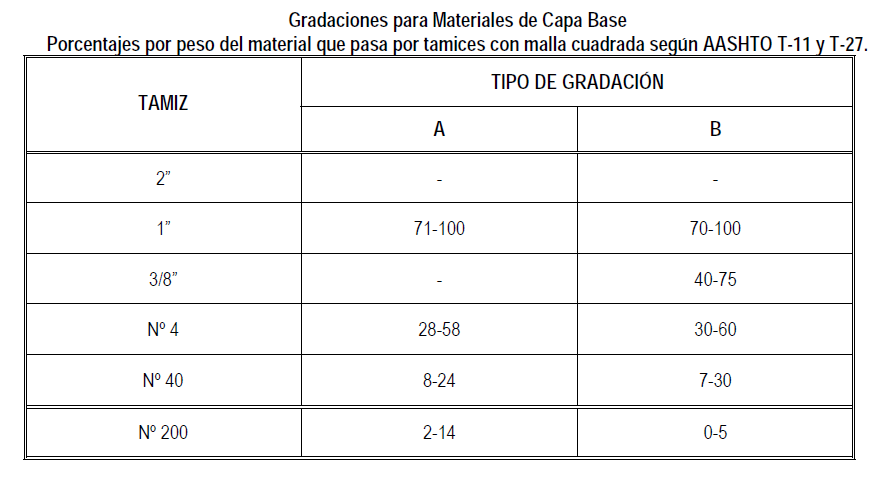 Gradaciones para Materiales de Capa Base
Porcentajes por peso del material que pasa por tamices con malla cuadrada según AASHTO T-11 y T-27.
TAMIZ
TIPO DE GRADACIÓN
A B
2” - -
1” 71-100 70-100
3/8” - 40-75
Nº 4 28-58 30-60
Nº 40 8-24 7-30
Nº 200 2-14 0-5